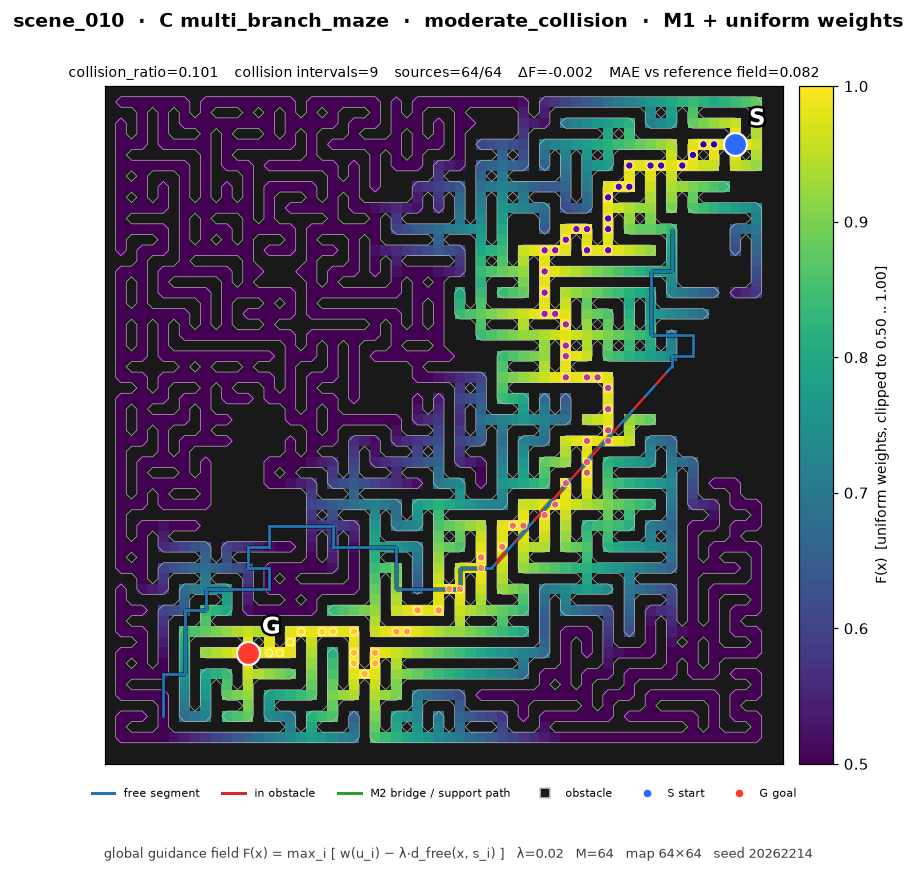 scene_010 · C multi_branch_maze · moderate_collision · M1 + uniform weights
collision_ratio=0.101 collision intervals=9 sources=64/64 ΔF=-0.002 MAE vs reference field=0.082
S
G
1.0
0.9
0.8
0.7
0.6
0.5
F(x) [uniform weights, clipped to 0.50 .. 1.00]
free segment in obstacle M2 bridge / support path obstacle S start G goal
global guidance field F(x) = max_i [ w(u_i) − λ·d_free(x, s_i) ] λ=0.02 M=64 map 64×64 seed 20262214